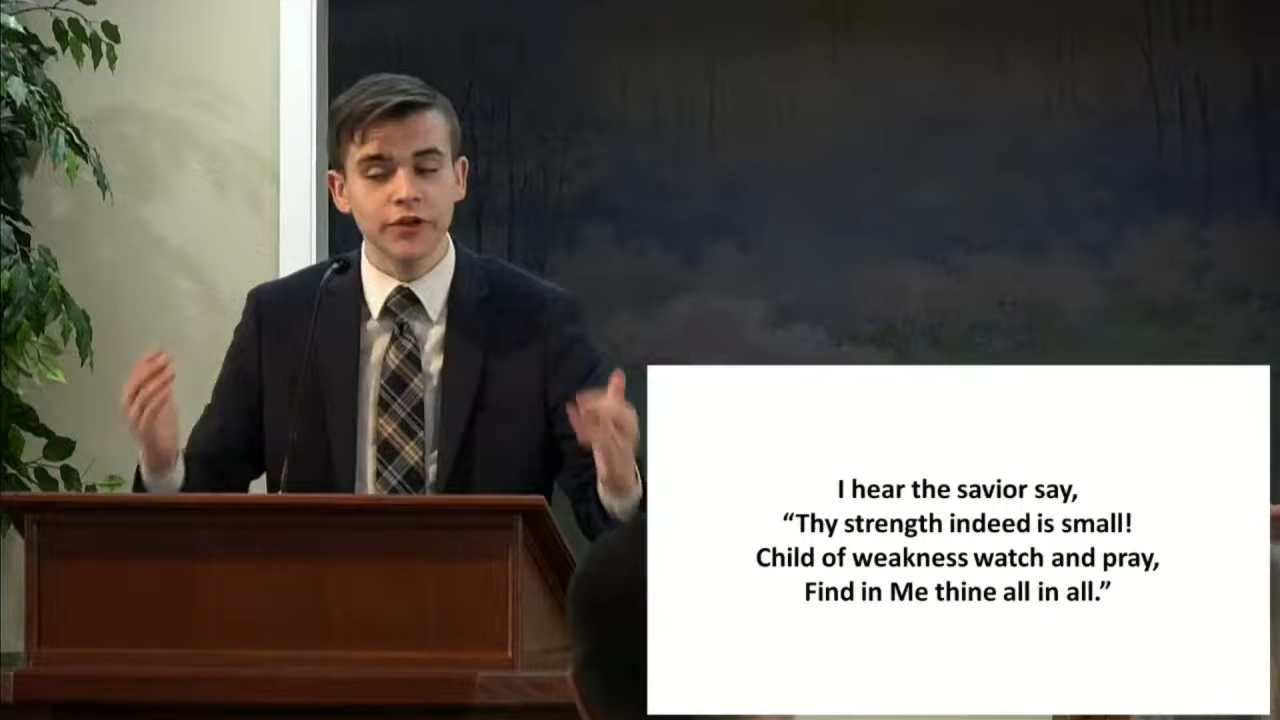 I hear the savior say,
“Thy strength indeed is small!
Child of weakness watch and pray,
Find in Me thine all in all.”